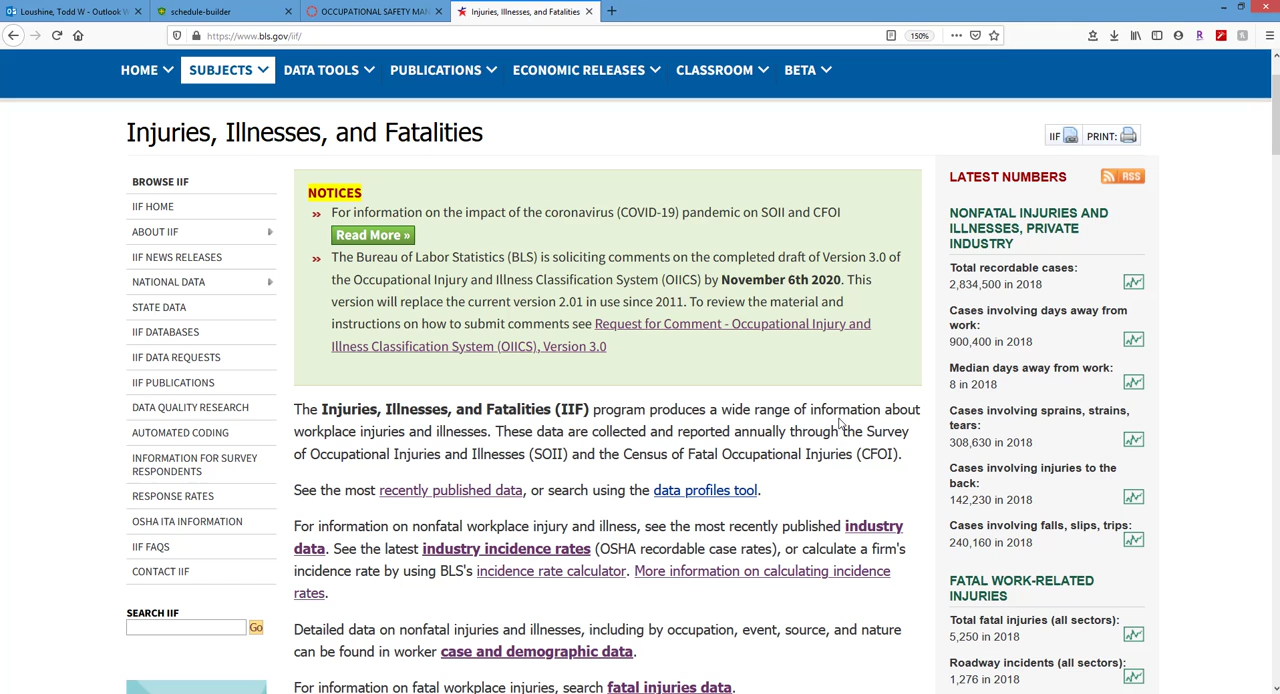 Loushine, Todd W - Outlook
schedule-builder
OCCUPATIONAL SAFETY MAN
Injuries, Illnesses, and Fatalities
https://www.bls.gov/iif/
150%
HOME
SUBJECTS
DATA TOOLS
PUBLICATIONS
ECONOMIC RELEASES
CLASSROOM
BETA
Injuries, Illnesses, and Fatalities
IIF
PRINT:
BROWSE IIF
IIF HOME
ABOUT IIF
IIF NEWS RELEASES
NATIONAL DATA
STATE DATA
IIF DATABASES
IIF DATA REQUESTS
IIF PUBLICATIONS
DATA QUALITY RESEARCH
AUTOMATED CODING
INFORMATION FOR SURVEY
RESPONDENTS
RESPONSE RATES
OSHA ITA INFORMATION
IIF FAQS
CONTACT IIF
SEARCH IIF
Go
NOTICES
» For information on the impact of the coronavirus (COVID-19) pandemic on SOII and CFOI
Read More »
» The Bureau of Labor Statistics (BLS) is soliciting comments on the completed draft of Version 3.0 of
the Occupational Injury and Illness Classification System (OIICS) by November 6th 2020. This
version will replace the current version 2.01 in use since 2011. To review the material and
instructions on how to submit comments see Request for Comment - Occupational Injury and
Illness Classification System (OIICS), Version 3.0
The Injuries, Illnesses, and Fatalities (IIF) program produces a wide range of information about
workplace injuries and illnesses. These data are collected and reported annually through the Survey
of Occupational Injuries and Illnesses (SOII) and the Census of Fatal Occupational Injuries (CFOI).
See the most recently published data, or search using the data profiles tool.
For information on nonfatal workplace injury and illness, see the most recently published industry
data. See the latest industry incidence rates (OSHA recordable case rates), or calculate a firm's
incidence rate by using BLS's incidence rate calculator. More information on calculating incidence
rates.
Detailed data on nonfatal injuries and illnesses, including by occupation, event, source, and nature
can be found in worker case and demographic data.
For information on fatal workplace injuries, search fatal injuries data.
LATEST NUMBERS
RSS
NONFATAL INJURIES AND
ILLNESSES, PRIVATE
INDUSTRY
Total recordable cases:
2,834,500 in 2018
Cases involving days away from
work:
900,400 in 2018
Median days away from work:
8 in 2018
Cases involving sprains, strains,
tears:
308,630 in 2018
Cases involving injuries to the
back:
142,230 in 2018
Cases involving falls, slips, trips:
240,160 in 2018
FATAL WORK-RELATED
INJURIES
Total fatal injuries (all sectors):
5,250 in 2018
Roadway incidents (all sectors):
1,276 in 2018